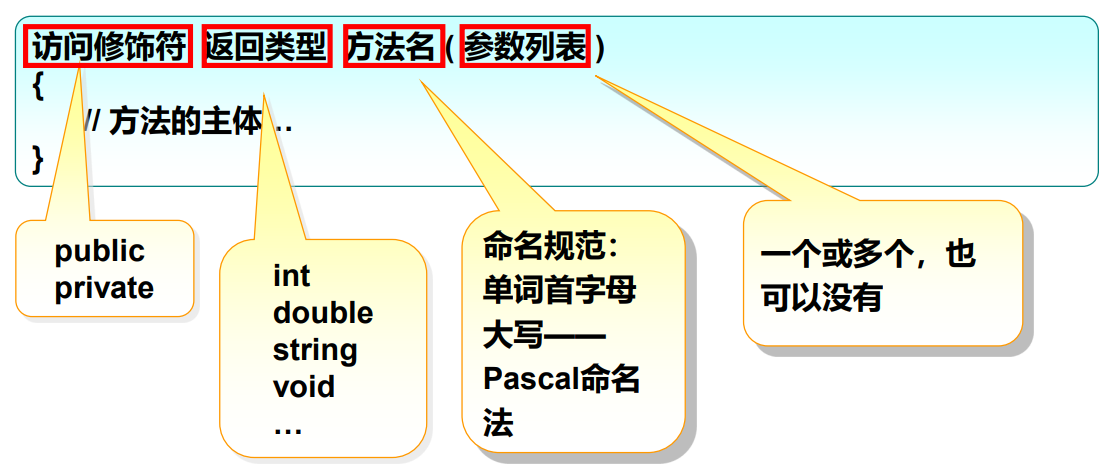 访问修饰符 返回类型 方法名 ( 参数列表 )
{
// 方法的主体…
}
public
private
int
double
string
void
…
命名规范：
单词首字母
大写——
Pascal命名
法
一个或多个，也
可以没有